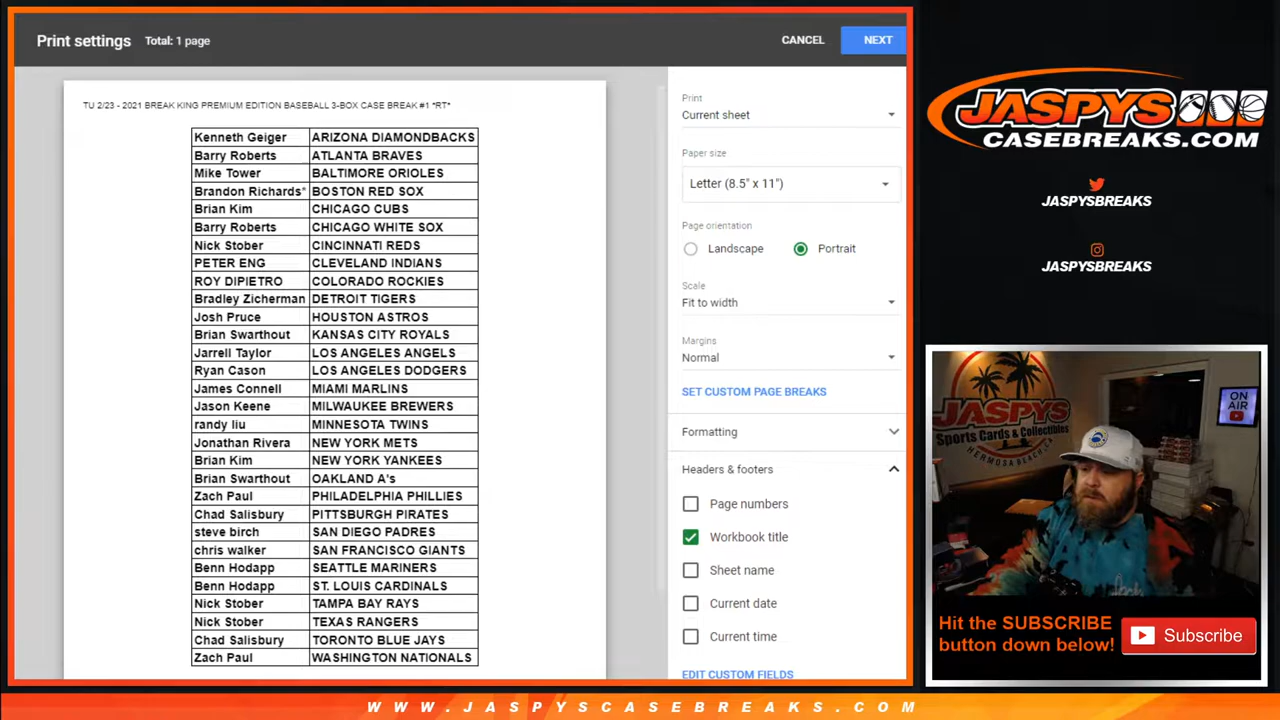 Print settings Total: 1 page CANCEL NEXT
TU 2/23 - 2021 BREAK KING PREMIUM EDITION BASEBALL 3-BOX CASE BREAK #1 *RT*
Kenneth Geiger ARIZONA DIAMONDBACKS
Barry Roberts ATLANTA BRAVES
Mike Tower BALTIMORE ORIOLES
Brandon Richards* BOSTON RED SOX
Brian Kim CHICAGO CUBS
Barry Roberts CHICAGO WHITE SOX
Nick Stober CINCINNATI REDS
PETER ENG CLEVELAND INDIANS
ROY DIPIETRO COLORADO ROCKIES
Bradley Zicherman DETROIT TIGERS
Josh Pruce HOUSTON ASTROS
Brian Swarthout KANSAS CITY ROYALS
Jarrell Taylor LOS ANGELES ANGELS
Ryan Cason LOS ANGELES DODGERS
James Connell MIAMI MARLINS
Jason Keene MILWAUKEE BREWERS
randy liu MINNESOTA TWINS
Jonathan Rivera NEW YORK METS
Brian Kim NEW YORK YANKEES
Brian Swarthout OAKLAND A's
Zach Paul PHILADELPHIA PHILLIES
Chad Salisbury PITTSBURGH PIRATES
steve birch SAN DIEGO PADRES
chris walker SAN FRANCISCO GIANTS
Benn Hodapp SEATTLE MARINERS
Benn Hodapp ST. LOUIS CARDINALS
Nick Stober TAMPA BAY RAYS
Nick Stober TEXAS RANGERS
Chad Salisbury TORONTO BLUE JAYS
Zach Paul WASHINGTON NATIONALS
Print
Current sheet
Paper size
Letter (8.5" x 11")
Page orientation
Landscape Portrait
Scale
Fit to width
Margins
Normal
SET CUSTOM PAGE BREAKS
Formatting
Headers & footers
Page numbers
Workbook title
Sheet name
Current date
Current time
EDIT CUSTOM FIELDS
JASPYS
CASEBREAKS.COM
JASPYSBREAKS
JASPYSBREAKS
JASPYS
Sports Cards & Collectibles
HERMOSA BEACH,
ON
AIR
Hit the SUBSCRIBE
button down below!
Subscribe
WWW.JASPYSCASEBREAKS.COM